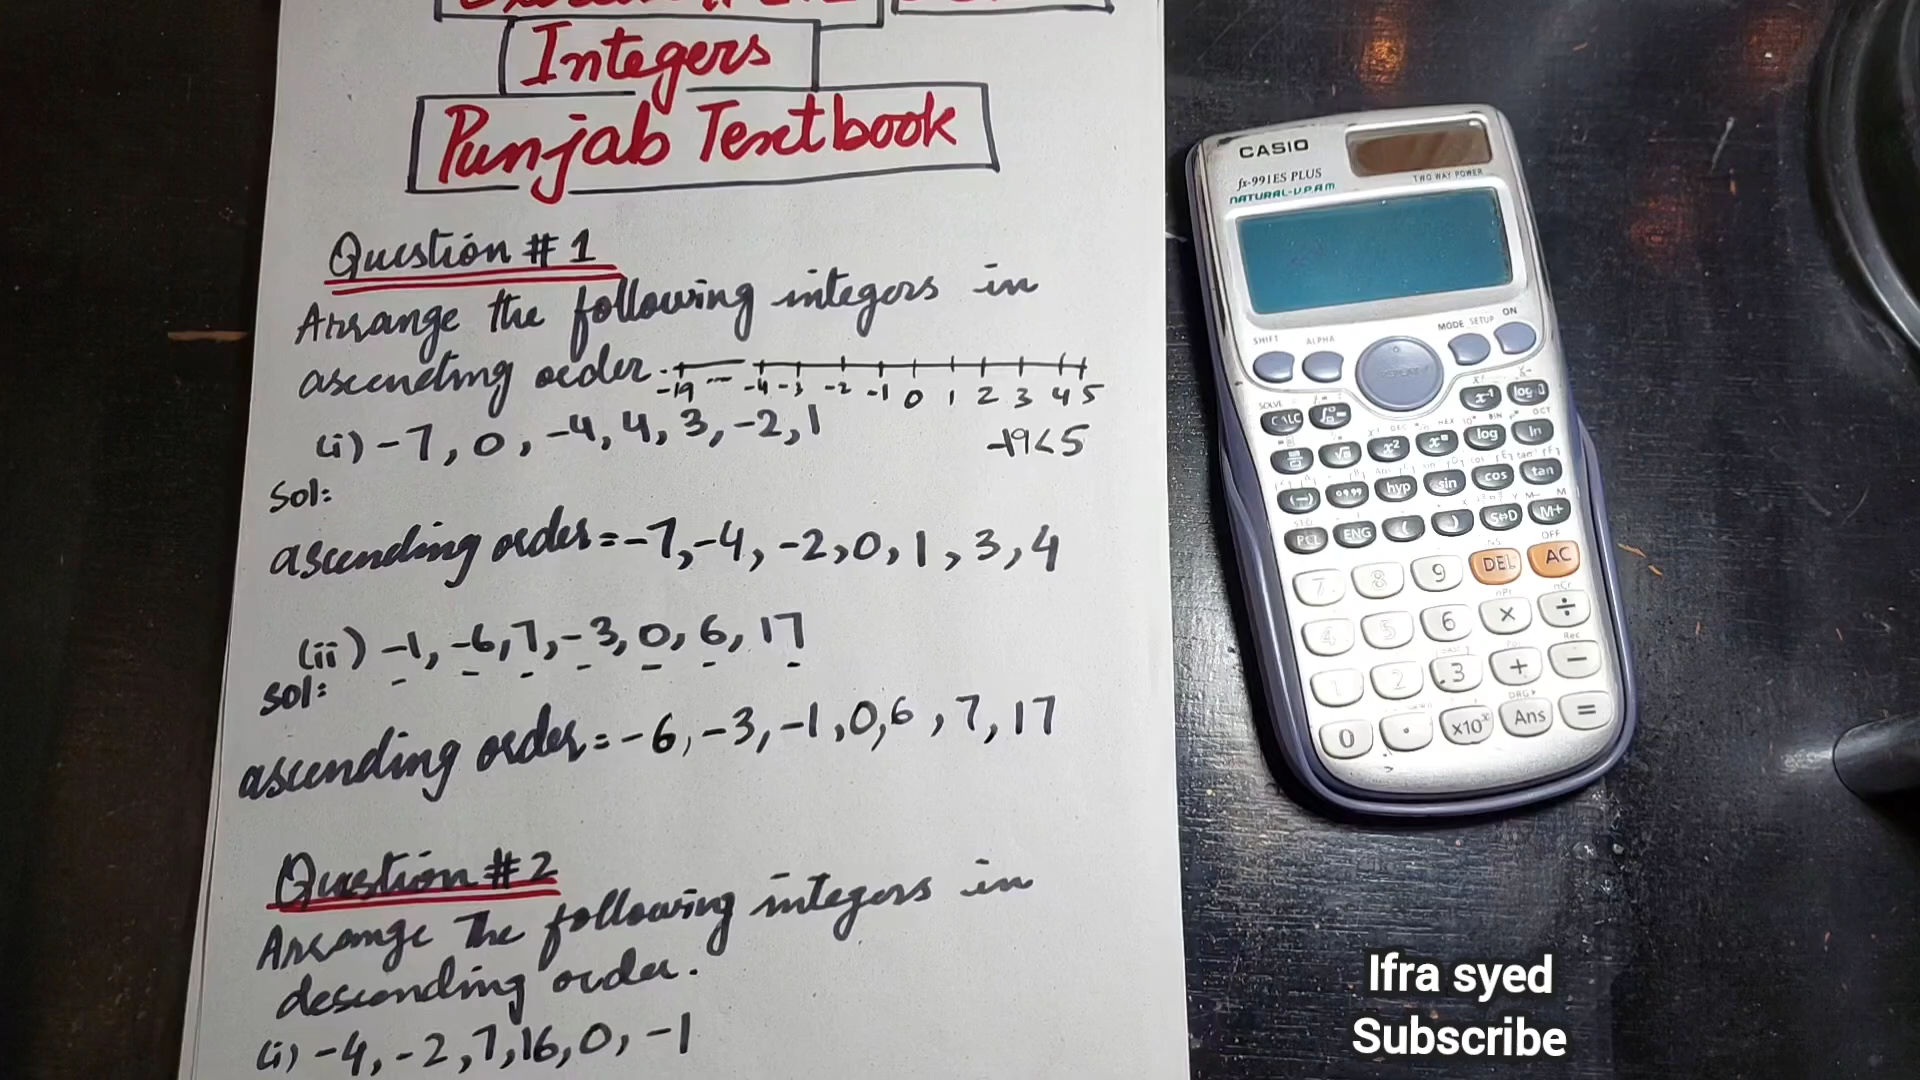 Integers
Punjab Textbook
Question # 1
Arrange the following integers in
ascending order.
-19 ... -4 -3 -2 -1 0 1 2 3 4 5
(i) -7, 0, -4, 4, 3, -2, 1
-19<5
Sol:
ascending order = -7, -4, -2, 0, 1, 3, 4
(ii) -1, -6, 7, -3, 0, 6, 17
Sol:
ascending order = -6, -3, -1, 0, 6, 7, 17
Question # 2
Arrange The following integers in
descending order.
(i) -4, -2, 7, 16, 0, -1
CASIO
fx-991ES PLUS
NATURAL-V.P.A.M.
TWO WAY POWER
SHIFT ALPHA MODE SETUP ON
SOLVE
CALC x⁻¹
x² log ln
(-) hyp sin cos tan
RCL ENG ( ) S⇔D M+
OFF
7 8 9 DEL AC
4 5 6 × ÷
1 2 3 + −
0 . ×10ˣ Ans =
Ifra syed
Subscribe